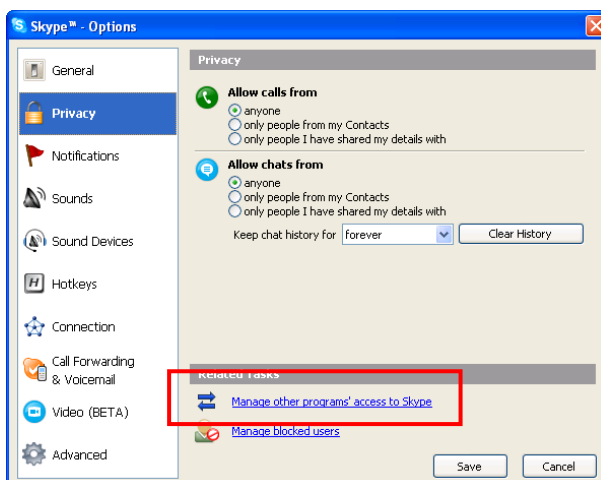 Skype™ - Options
General
Privacy
Notifications
Sounds
Sound Devices
Hotkeys
Connection
Call Forwarding
& Voicemail
Video (BETA)
Advanced
Privacy
Allow calls from
anyone
only people from my Contacts
only people I have shared my details with
Allow chats from
anyone
only people from my Contacts
only people I have shared my details with
Keep chat history for forever Clear History
Related Tasks
Manage other programs' access to Skype
Manage blocked users
Save Cancel